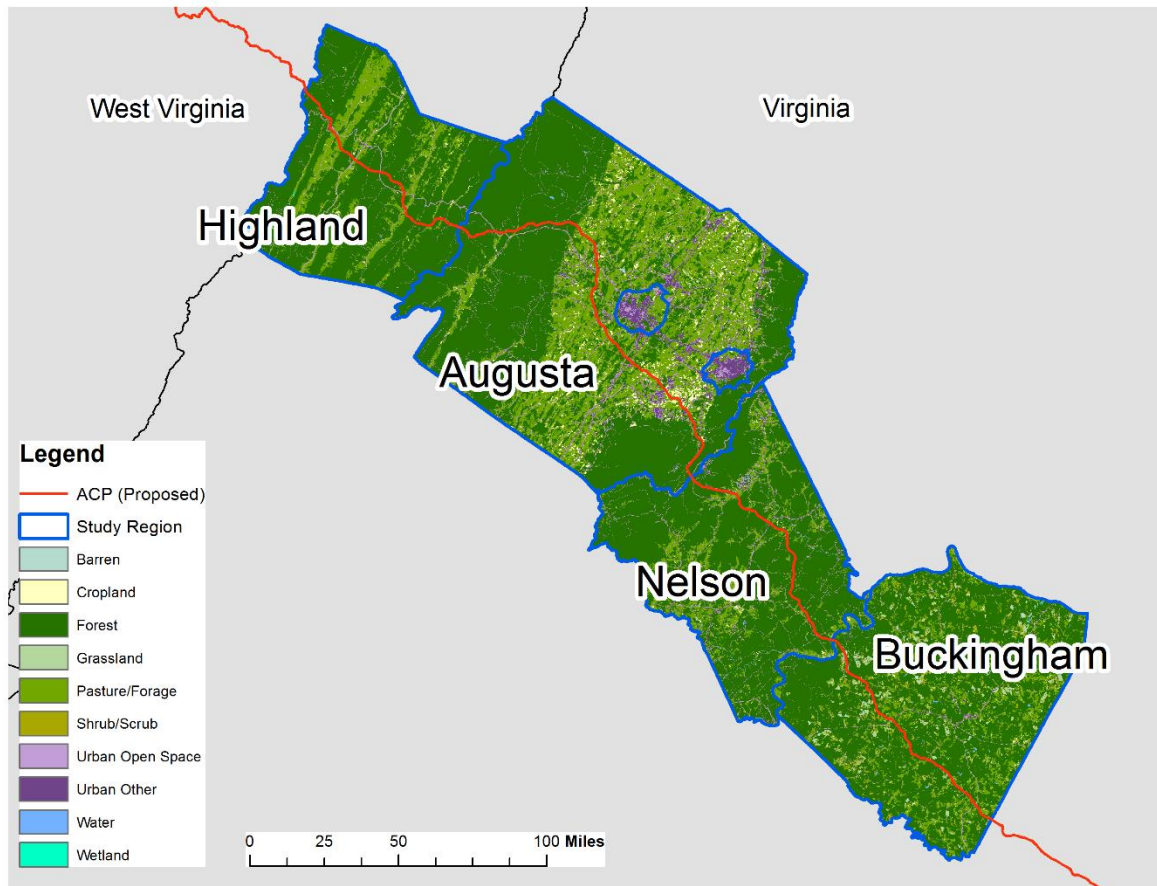 West Virginia
Virginia
Highland
Augusta
Nelson
Buckingham
Legend
ACP (Proposed)
Study Region
Barren
Cropland
Forest
Grassland
Pasture/Forage
Shrub/Scrub
Urban Open Space
Urban Other
Water
Wetland
0 25 50 100 Miles